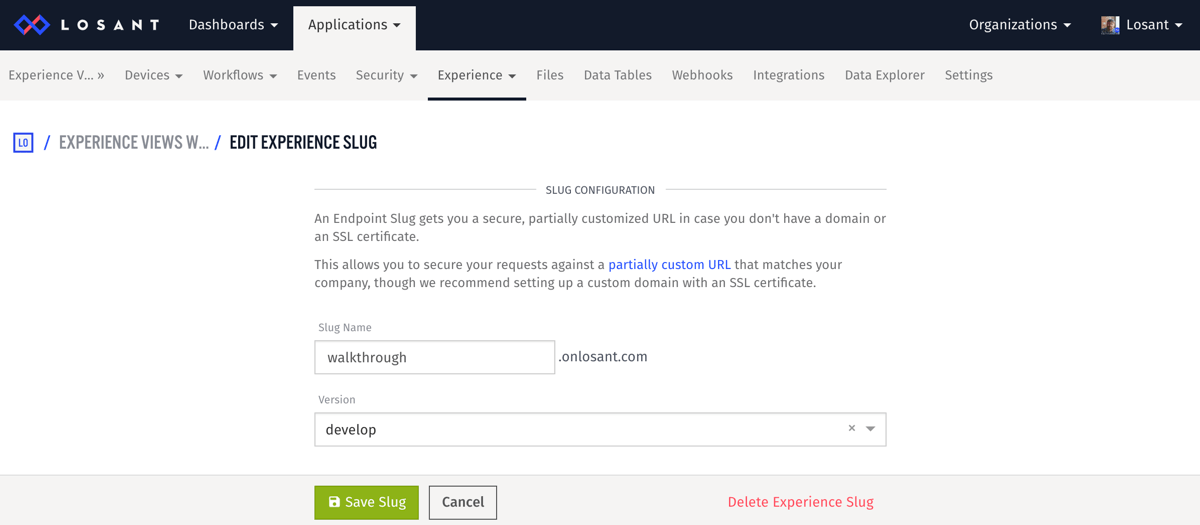 LOSANT Dashboards Applications Organizations Losant
Experience V... » Devices Workflows Events Security Experience Files Data Tables Webhooks Integrations Data Explorer Settings
LO / EXPERIENCE VIEWS W... / EDIT EXPERIENCE SLUG
SLUG CONFIGURATION
An Endpoint Slug gets you a secure, partially customized URL in case you don't have a domain or
an SSL certificate.
This allows you to secure your requests against a partially custom URL that matches your
company, though we recommend setting up a custom domain with an SSL certificate.
Slug Name
walkthrough .onlosant.com
Version
develop ×
Save Slug Cancel Delete Experience Slug